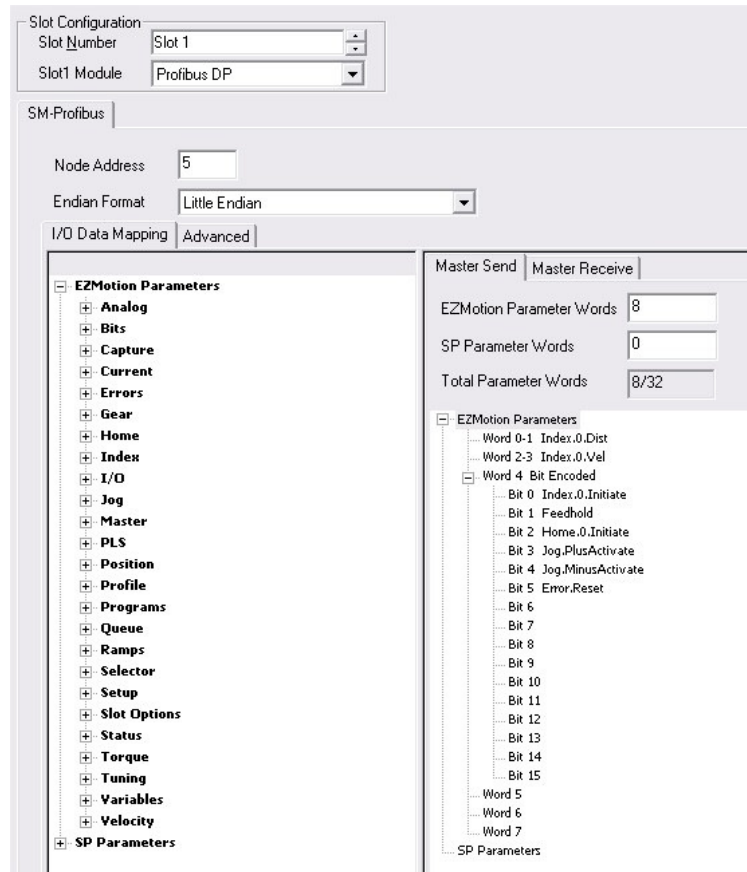 Slot Configuration
Slot Number Slot 1
Slot1 Module Profibus DP
SM-Profibus
Node Address 5
Endian Format Little Endian
I/O Data Mapping Advanced
EZMotion Parameters
Analog
Bits
Capture
Current
Errors
Gear
Home
Index
I/O
Jog
Master
PLS
Position
Profile
Programs
Queue
Ramps
Selector
Setup
Slot Options
Status
Torque
Tuning
Variables
Velocity
SP Parameters
Master Send Master Receive
EZMotion Parameter Words 8
SP Parameter Words 0
Total Parameter Words 8/32
EZMotion Parameters
Word 0-1 Index.0.Dist
Word 2-3 Index.0.Vel
Word 4 Bit Encoded
Bit 0 Index.0.Initiate
Bit 1 Feedhold
Bit 2 Home.0.Initiate
Bit 3 Jog.PlusActivate
Bit 4 Jog.MinusActivate
Bit 5 Error.Reset
Bit 6
Bit 7
Bit 8
Bit 9
Bit 10
Bit 11
Bit 12
Bit 13
Bit 14
Bit 15
Word 5
Word 6
Word 7
SP Parameters